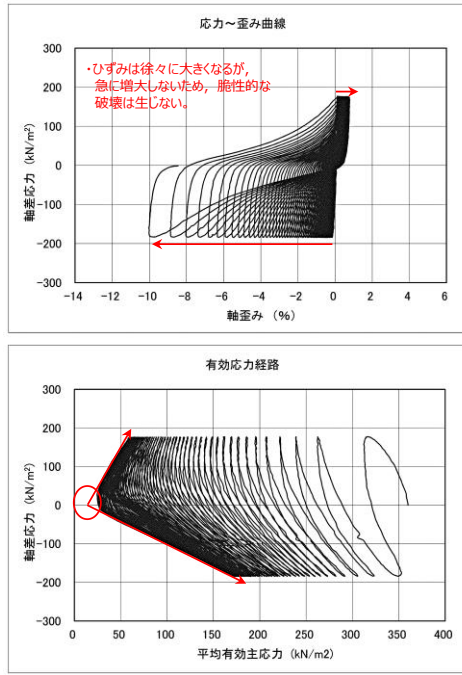 応力～歪み曲線
・ひずみは徐々に大きくなるが，
急に増大しないため，脆性的な
破壊は生じない。
300
200
100
0
−100
−200
−300
軸差応力 (kN/m²)
−14 −12 −10 −8 −6 −4 −2 0 2 4 6
軸歪み （%）
有効応力経路
300
200
100
0
−100
−200
−300
軸差応力 (kN/m²)
0 50 100 150 200 250 300 350 400
平均有効主応力 （kN/m2）